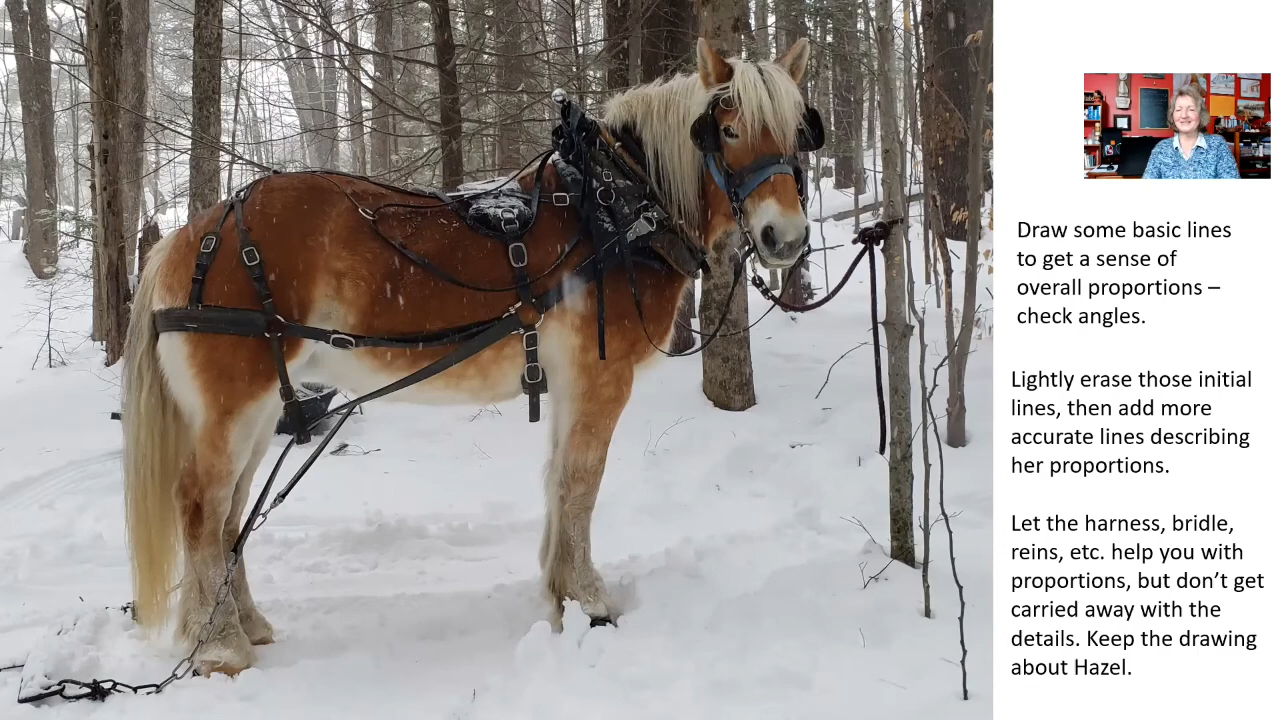 Draw some basic lines
to get a sense of
overall proportions –
check angles.
Lightly erase those initial
lines, then add more
accurate lines describing
her proportions.
Let the harness, bridle,
reins, etc. help you with
proportions, but don’t get
carried away with the
details. Keep the drawing
about Hazel.